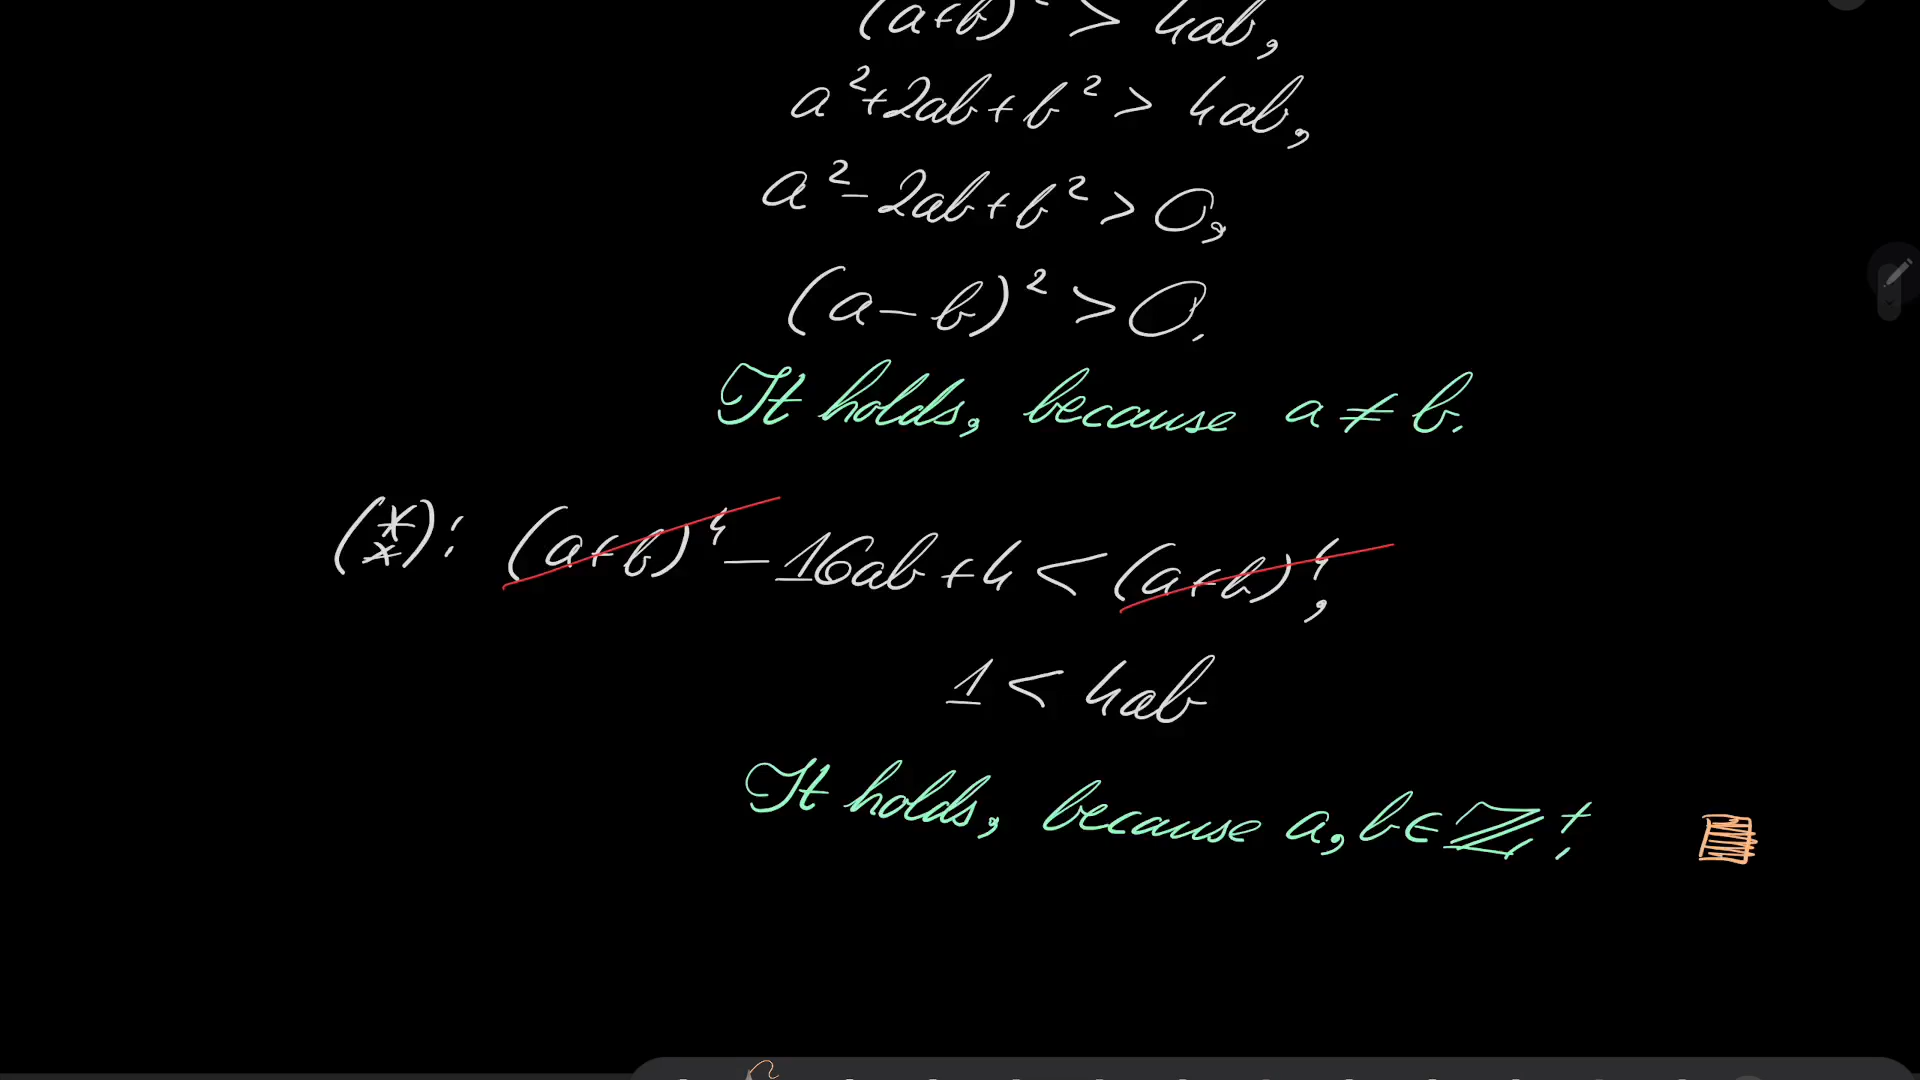 (a+b)² > 4ab,
a²+2ab+b² > 4ab,
a²-2ab+b² > 0,
(a-b)² > 0.
It holds, because a ≠ b.
(**): (a+b)⁴ - 16ab + 4 < (a+b)⁴,
1 < 4ab
It holds, because a, b ∈ ℤ⁺!